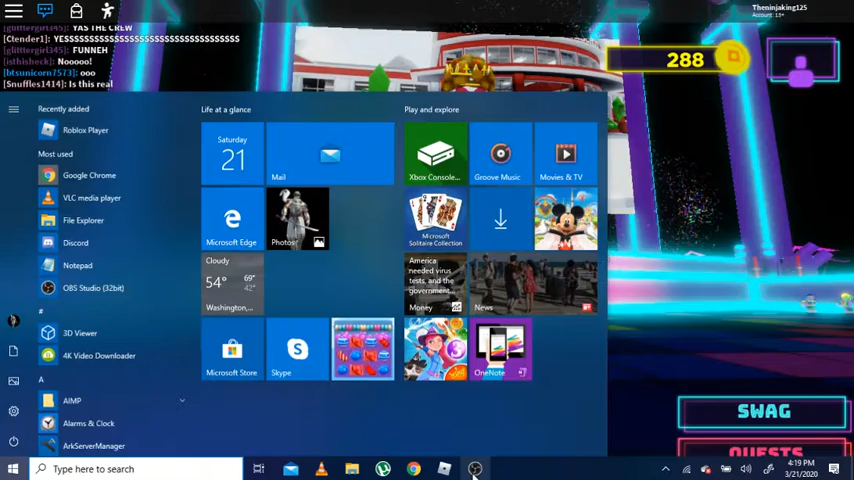 Theninjaking125
Account: 13+
[glittergirl345]: YAS THE CREW
[Ctender1]: YESSSSSSSSSSSSSSSSSSSSSSSSSSSSSSSSSS
[glittergirl345]: FUNNEH
[isthisheck]: Nooooo!
[btsunicorn7573]: ooo
[Snuffles1414]: Is this real
288
Recently added
Roblox Player
Most used
Google Chrome
VLC media player
File Explorer
Discord
Notepad
OBS Studio (32bit)
#
3D Viewer
4K Video Downloader
A
AIMP
Alarms & Clock
ArkServerManager
Life at a glance
Saturday
21
Mail
Microsoft Edge
Photos
Cloudy
54°
69°
42°
Washington,...
Microsoft Store
Skype
Play and explore
Xbox Console...
Groove Music
Movies & TV
Microsoft
Solitaire Collection
America
needed virus
tests, and the
government...
Money
News
OneNote
SWAG
QUESTS
Type here to search
4:19 PM
3/21/2020